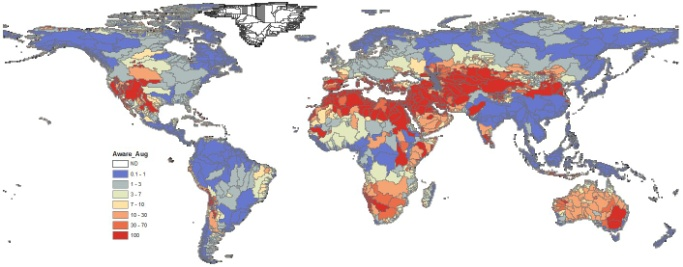 Aware_Aug
ND
0.1 - 1
1 - 3
3 - 7
7 - 10
10 - 30
30 - 70
100